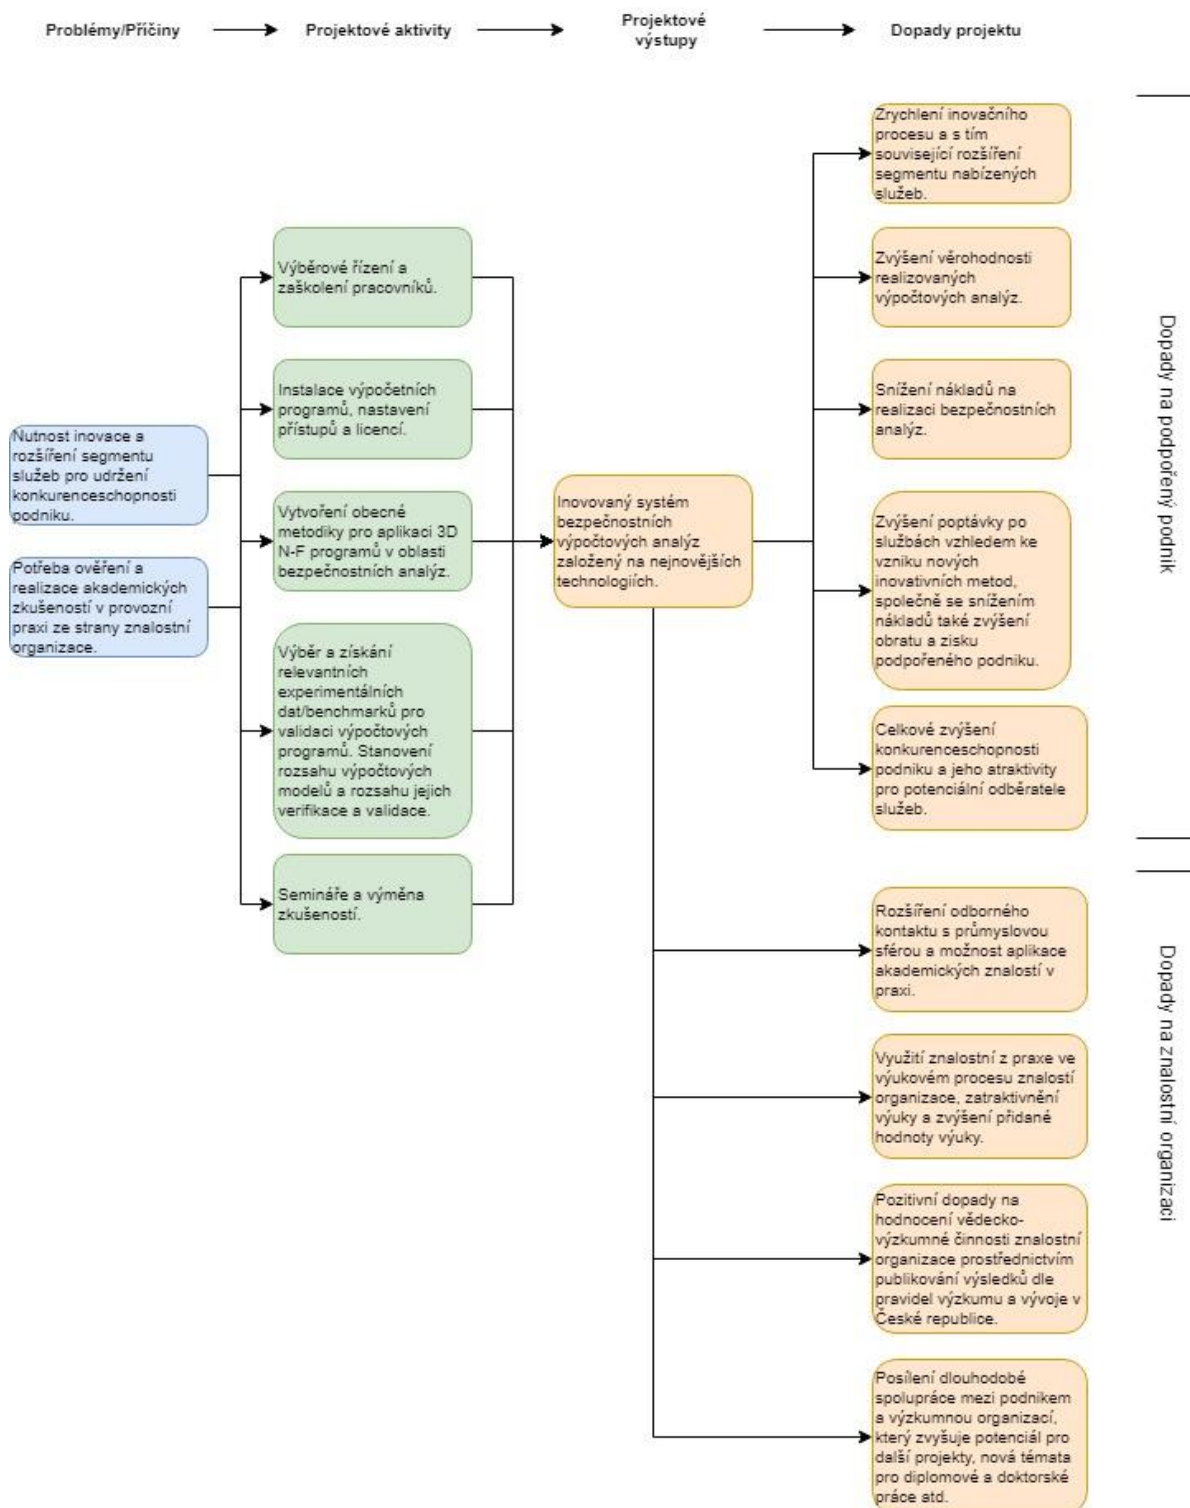 Problémy/Příčiny
Projektové aktivity
Projektové
výstupy
Dopady projektu
Nutnost inovace a
rozšíření segmentu
služeb pro udržení
konkurenceschopnosti
podniku.
Potřeba ověření a
realizace akademických
zkušeností v provozní
praxi ze strany znalostní
organizace.
Výběrové řízení a
zaškolení pracovníků.
Instalace výpočetních
programů, nastavení
přístupů a licencí.
Vytvoření obecné
metodiky pro aplikaci 3D
N-F programů v oblasti
bezpečnostních analýz.
Výběr a získání
relevantních
experimentálních
dat/benchmarků pro
validaci výpočtových
programů. Stanovení
rozsahu výpočtových
modelů a rozsahu jejich
verifikace a validace.
Semináře a výměna
zkušeností.
Inovovaný systém
bezpečnostních
výpočtových analýz
založený na nejnovějších
technologiích.
Zrychlení inovačního
procesu a s tím
související rozšíření
segmentu nabízených
služeb.
Zvýšení věrohodnosti
realizovaných
výpočtových analýz.
Snížení nákladů na
realizaci bezpečnostních
analýz.
Zvýšení poptávky po
službách vzhledem ke
vzniku nových
inovativních metod,
společně se snížením
nákladů také zvýšení
obratu a zisku
podpořeného podniku.
Celkové zvýšení
konkurenceschopnosti
podniku a jeho atraktivity
pro potenciální odběratele
služeb.
Dopady na podpořený podnik
Rozšíření odborného
kontaktu s průmyslovou
sférou a možnost aplikace
akademických znalostí v
praxi.
Využití znalostní z praxe ve
výukovém procesu znalostí
organizace, zatraktivnění
výuky a zvýšení přidané
hodnoty výuky.
Pozitivní dopady na
hodnocení vědecko-
výzkumné činnosti znalostní
organizace prostřednictvím
publikování výsledků dle
pravidel výzkumu a vývoje v
České republice.
Posílení dlouhodobé
spolupráce mezi podnikem
a výzkumnou organizací,
který zvyšuje potenciál pro
další projekty, nová témata
pro diplomové a doktorské
práce atd.
Dopady na znalostní organizaci